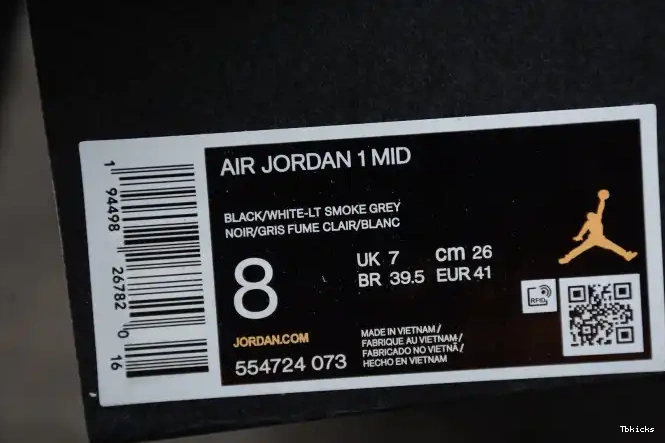 AIR JORDAN 1 MID
BLACK/WHITE-LT SMOKE GREY
NOIR/GRIS FUME CLAIR/BLANC
8
UK 7 cm 26
BR 39.5 EUR 41
JORDAN.COM
554724 073
MADE IN VIETNAM/
FABRIQUE AU VIETNAM/
FABRICADO NO VIETNÃ/
HECHO EN VIETNAM
RFID
1 94498 26782 0 16
Tbkicks